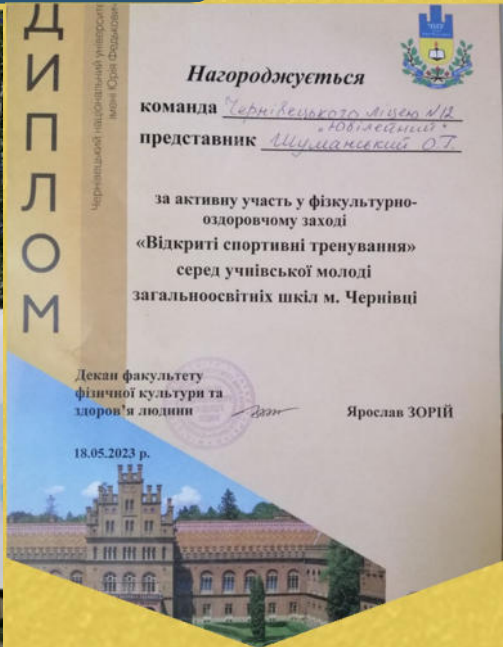 ДИПЛОМ
Чернівецький національний університет
імені Юрія Федьковича
Нагороджується
команда Чернівецького ліцею №12
"Ювілейний"
представник Шуманський О.Т.
за активну участь у фізкультурно-
оздоровчому заході
«Відкриті спортивні тренування»
серед учнівської молоді
загальноосвітніх шкіл м. Чернівці
Декан факультету
фізичної культури та
здоров'я людини
Ярослав ЗОРІЙ
18.05.2023 р.